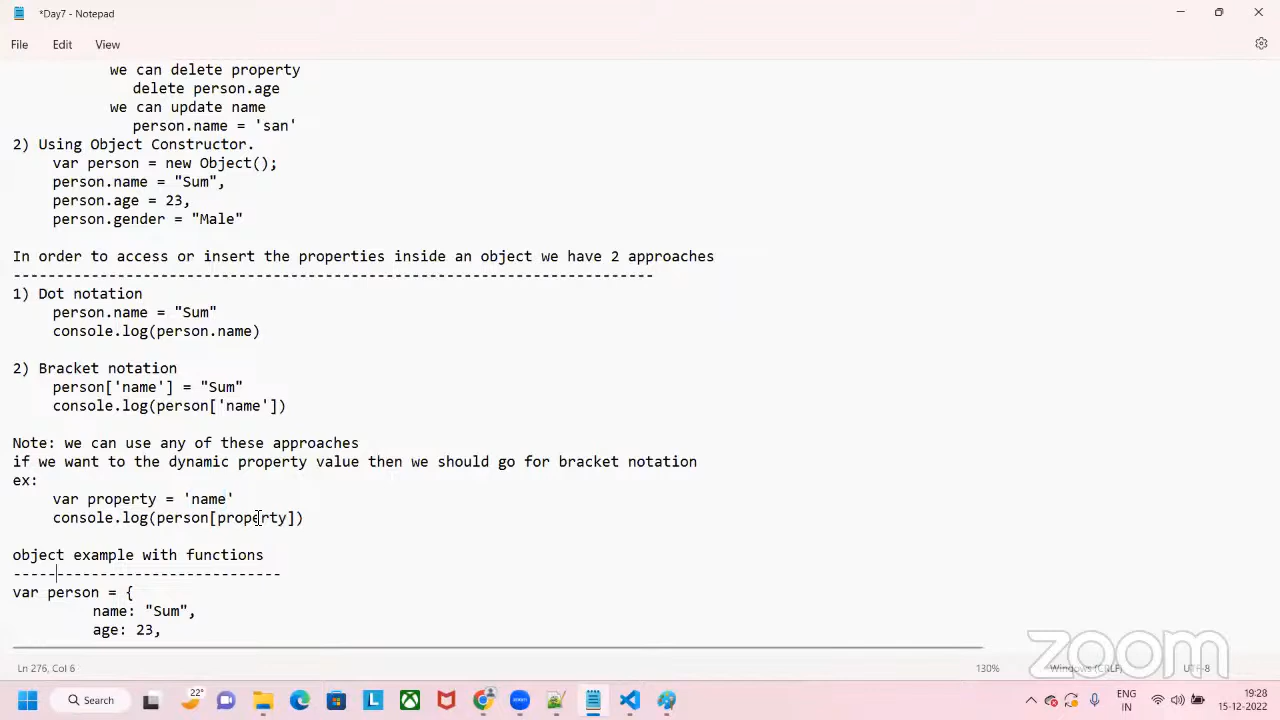 *Day7 - Notepad
File Edit View
we can delete property
delete person.age
we can update name
person.name = 'san'
2) Using Object Constructor.
var person = new Object();
person.name = "Sum",
person.age = 23,
person.gender = "Male"
In order to access or insert the properties inside an object we have 2 approaches
--------------------------------------------------------------------------
1) Dot notation
person.name = "Sum"
console.log(person.name)
2) Bracket notation
person['name'] = "Sum"
console.log(person['name'])
Note: we can use any of these approaches
if we want to the dynamic property value then we should go for bracket notation
ex:
var property = 'name'
console.log(person[property])
object example with functions
-------------------------------
var person = {
name: "Sum",
age: 23,
zoom
Ln 276, Col 6 130% Windows (CRLF) UTF-8
Search 22° zoom ENG 19:28
IN 15-12-2022